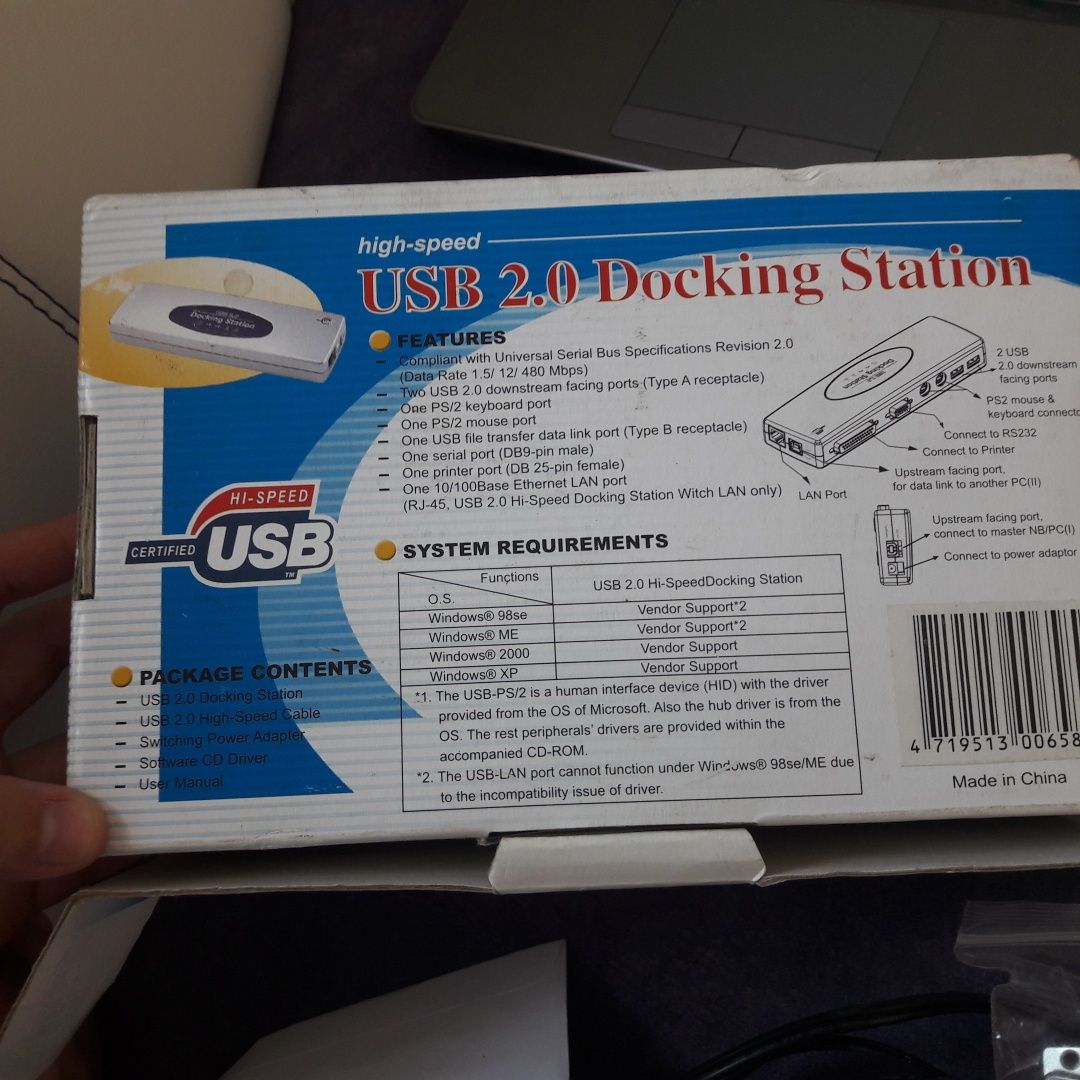 high-speed
USB 2.0 Docking Station
FEATURES
– Compliant with Universal Serial Bus Specifications Revision 2.0
(Data Rate 1.5/ 12/ 480 Mbps)
– Two USB 2.0 downstream facing ports (Type A receptacle)
– One PS/2 keyboard port
– One PS/2 mouse port
– One USB file transfer data link port (Type B receptacle)
– One serial port (DB9-pin male)
– One printer port (DB 25-pin female)
– One 10/100Base Ethernet LAN port
(RJ-45, USB 2.0 Hi-Speed Docking Station Witch LAN only)
Docking Station
Docking Station
2 USB
2.0 downstream
facing ports
PS2 mouse &
keyboard connecto
Connect to RS232
Connect to Printer
Upstream facing port,
for data link to another PC(II)
LAN Port
Upstream facing port,
connect to master NB/PC(I)
Connect to power adaptor
HI-SPEED
CERTIFIED
USB
TM
SYSTEM REQUIREMENTS
Functions
O.S.
USB 2.0 Hi-SpeedDocking Station
Windows® 98se Vendor Support*2
Windows® ME Vendor Support*2
Windows® 2000 Vendor Support
Windows® XP Vendor Support
*1. The USB-PS/2 is a human interface device (HID) with the driver
provided from the OS of Microsoft. Also the hub driver is from the
OS. The rest peripherals' drivers are provided within the
accompanied CD-ROM.
*2. The USB-LAN port cannot function under Windows® 98se/ME due
to the incompatibility issue of driver.
PACKAGE CONTENTS
– USB 2.0 Docking Station
– USB 2.0 High-Speed Cable
– Switching Power Adapter
– Software CD Driver
– User Manual
4 719513 00658
Made in China